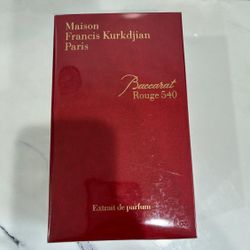 Maison
Francis Kurkdjian
Paris
Baccarat
Rouge 540
Extrait de parfum